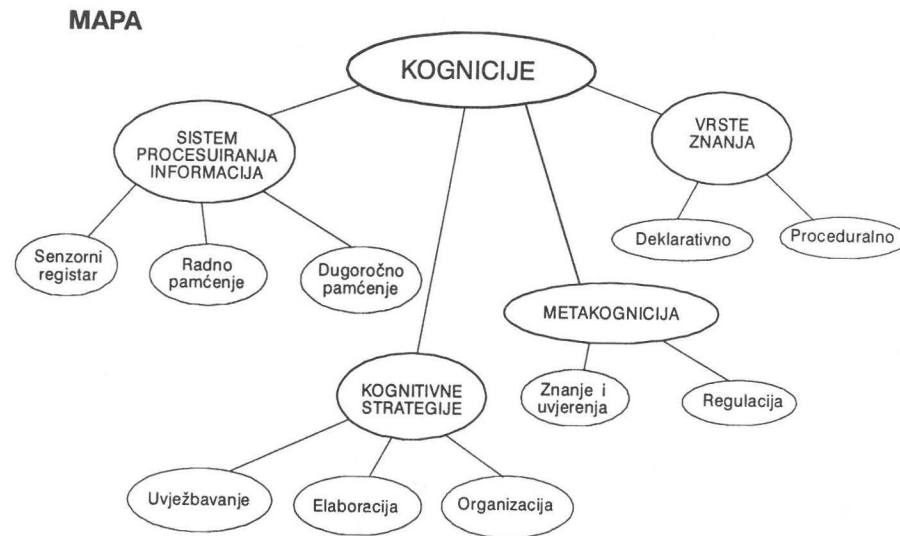 MAPA
KOGNICIJE
SISTEM
PROCESUIRANJA
INFORMACIJA
VRSTE
ZNANJA
Senzorni
registar
Radno
pamćenje
Dugoročno
pamćenje
Deklarativno
Proceduralno
METAKOGNICIJA
Znanje i
uvjerenja
Regulacija
KOGNITIVNE
STRATEGIJE
Uvježbavanje
Elaboracija
Organizacija